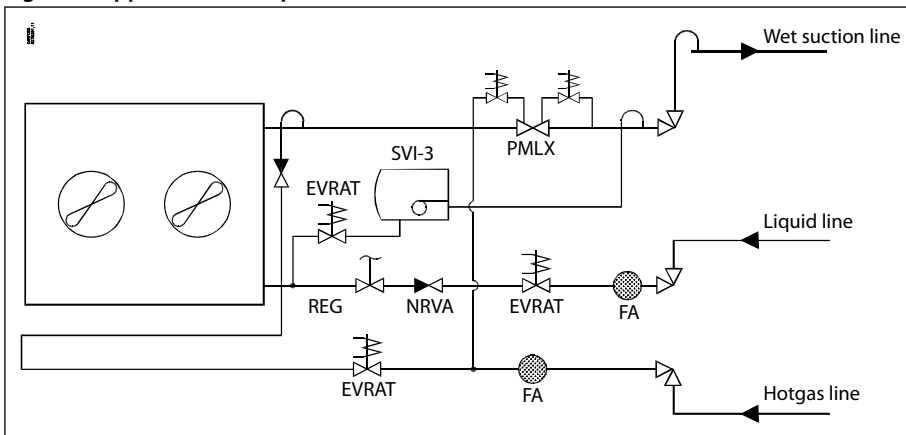 Wet suction line
PMLX
SVI-3
EVRAT
Liquid line
REG
NRVA
EVRAT
FA
EVRAT
FA
Hotgas line